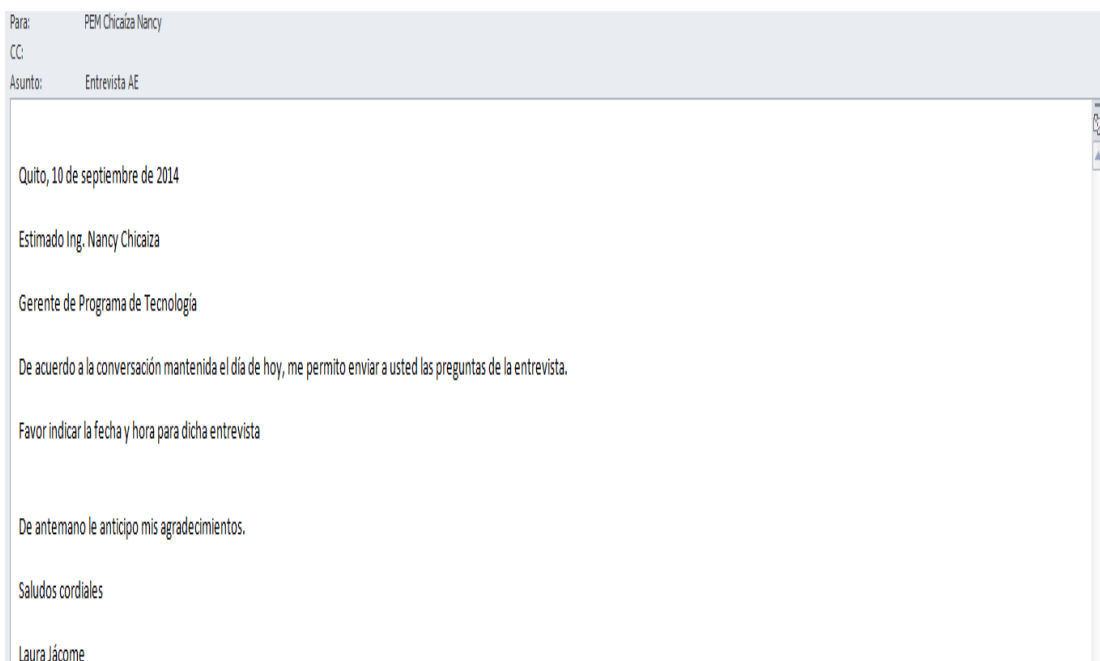 Para: PEM Chicaíza Nancy
CC:
Asunto: Entrevista AE
Quito, 10 de septiembre de 2014
Estimado Ing. Nancy Chicaiza
Gerente de Programa de Tecnología
De acuerdo a la conversación mantenida el día de hoy, me permito enviar a usted las preguntas de la entrevista.
Favor indicar la fecha y hora para dicha entrevista
De antemano le anticipo mis agradecimientos.
Saludos cordiales
Laura Jácome